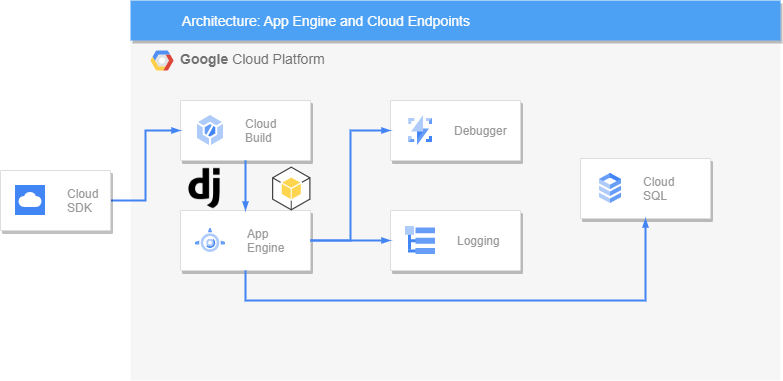 Architecture: App Engine and Cloud Endpoints
Google Cloud Platform
Cloud
Build
Debugger
dj
Cloud
SDK
Cloud
SQL
App
Engine
Logging